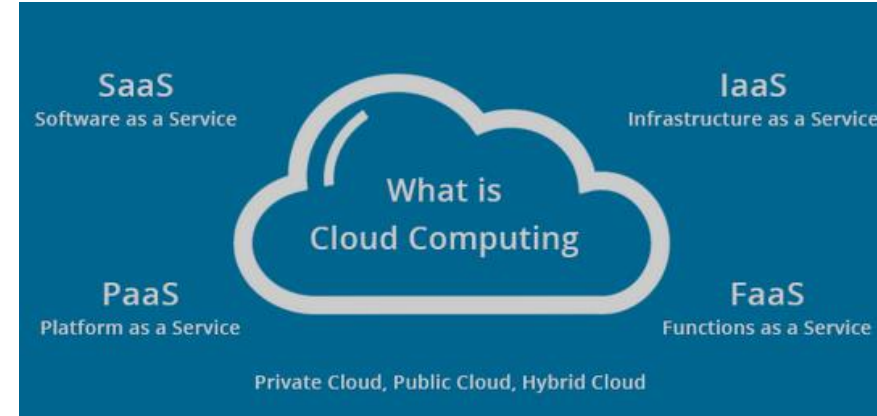 SaaS
Software as a Service
IaaS
Infrastructure as a Service
What is
Cloud Computing
PaaS
Platform as a Service
FaaS
Functions as a Service
Private Cloud, Public Cloud, Hybrid Cloud